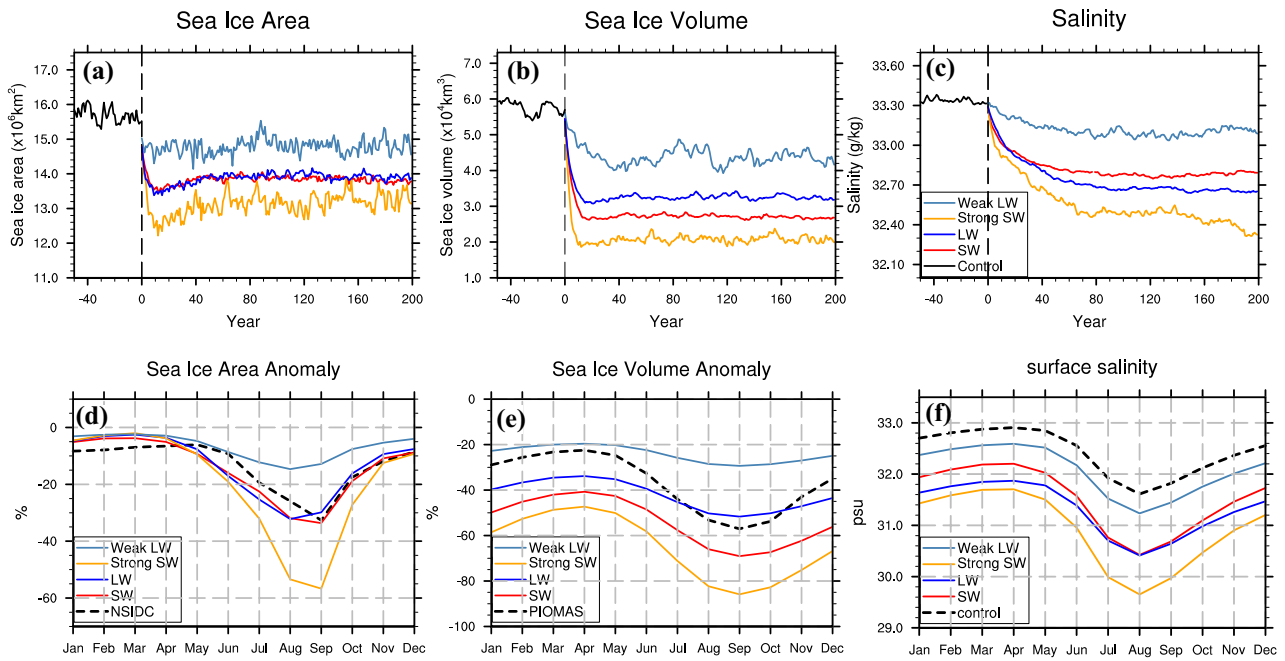 Sea Ice Area
Sea Ice Volume
Salinity
(a)
17.0
16.0
15.0
14.0
13.0
12.0
11.0
Sea ice area (x10⁶km²)
-40 0 40 80 120 160 200
Year
(b)
7.0
6.0
5.0
4.0
3.0
2.0
1.0
Sea ice volume (x10⁴km³)
-40 0 40 80 120 160 200
Year
(c)
33.60
33.30
33.00
32.70
32.40
32.10
Salinity (g/kg)
Weak LW
Strong SW
LW
SW
Control
-40 0 40 80 120 160 200
Year
Sea Ice Area Anomaly
Sea Ice Volume Anomaly
surface salinity
(d)
0
-20
-40
-60
%
Weak LW
Strong SW
LW
SW
NSIDC
Jan Feb Mar Apr May Jun Jul Aug Sep Oct Nov Dec
(e)
0
-20
-40
-60
-80
-100
%
Weak LW
Strong SW
LW
SW
PIOMAS
Jan Feb Mar Apr May Jun Jul Aug Sep Oct Nov Dec
(f)
33.0
32.0
31.0
30.0
29.0
psu
Weak LW
Strong SW
LW
SW
control
Jan Feb Mar Apr May Jun Jul Aug Sep Oct Nov Dec